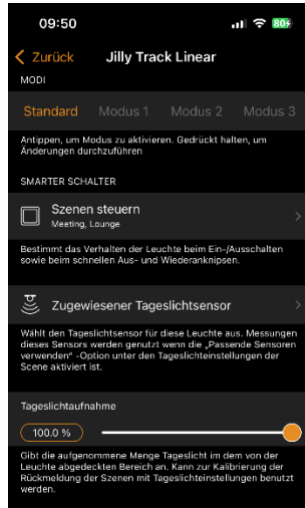 09:50
80
Zurück
Jilly Track Linear
MODI
Standard Modus 1 Modus 2 Modus 3
Antippen, um Modus zu aktivieren. Gedrückt halten, um
Änderungen durchzuführen
SMARTER SCHALTER
Szenen steuern
Meeting, Lounge
Bestimmt das Verhalten der Leuchte beim Ein-/Ausschalten
sowie beim schnellen Aus- und Wiederanknipsen.
Zugewiesener Tageslichtsensor
Wählt den Tageslichtsensor für diese Leuchte aus. Messungen
dieses Sensors werden genutzt wenn die „Passende Sensoren
verwenden" -Option unter den Tageslichteinstellungen der
Scene aktiviert ist.
Tageslichtaufnahme
100.0 %
Gibt die aufgenommene Menge Tageslicht im dem von der
Leuchte abgedeckten Bereich an. Kann zur Kalibrierung der
Rückmeldung der Szenen mit Tageslichteinstellungen benutzt
werden.